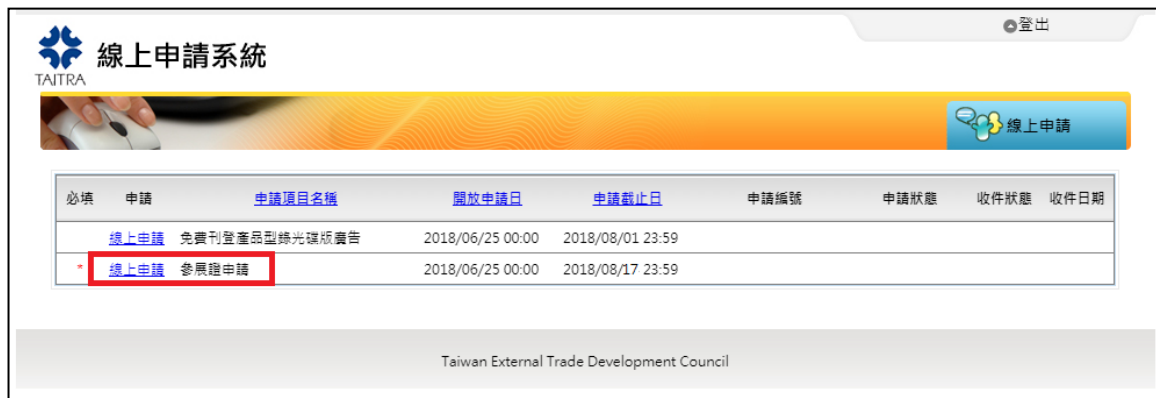 登出
線上申請系統
TAITRA
線上申請
必填 申請 申請項目名稱 開放申請日 申請截止日 申請編號 申請狀態 收件狀態 收件日期
線上申請 免費刊登產品型錄光碟版廣告 2018/06/25 00:00 2018/08/01 23:59
* 線上申請 參展證申請 2018/06/25 00:00 2018/08/17 23:59
Taiwan External Trade Development Council